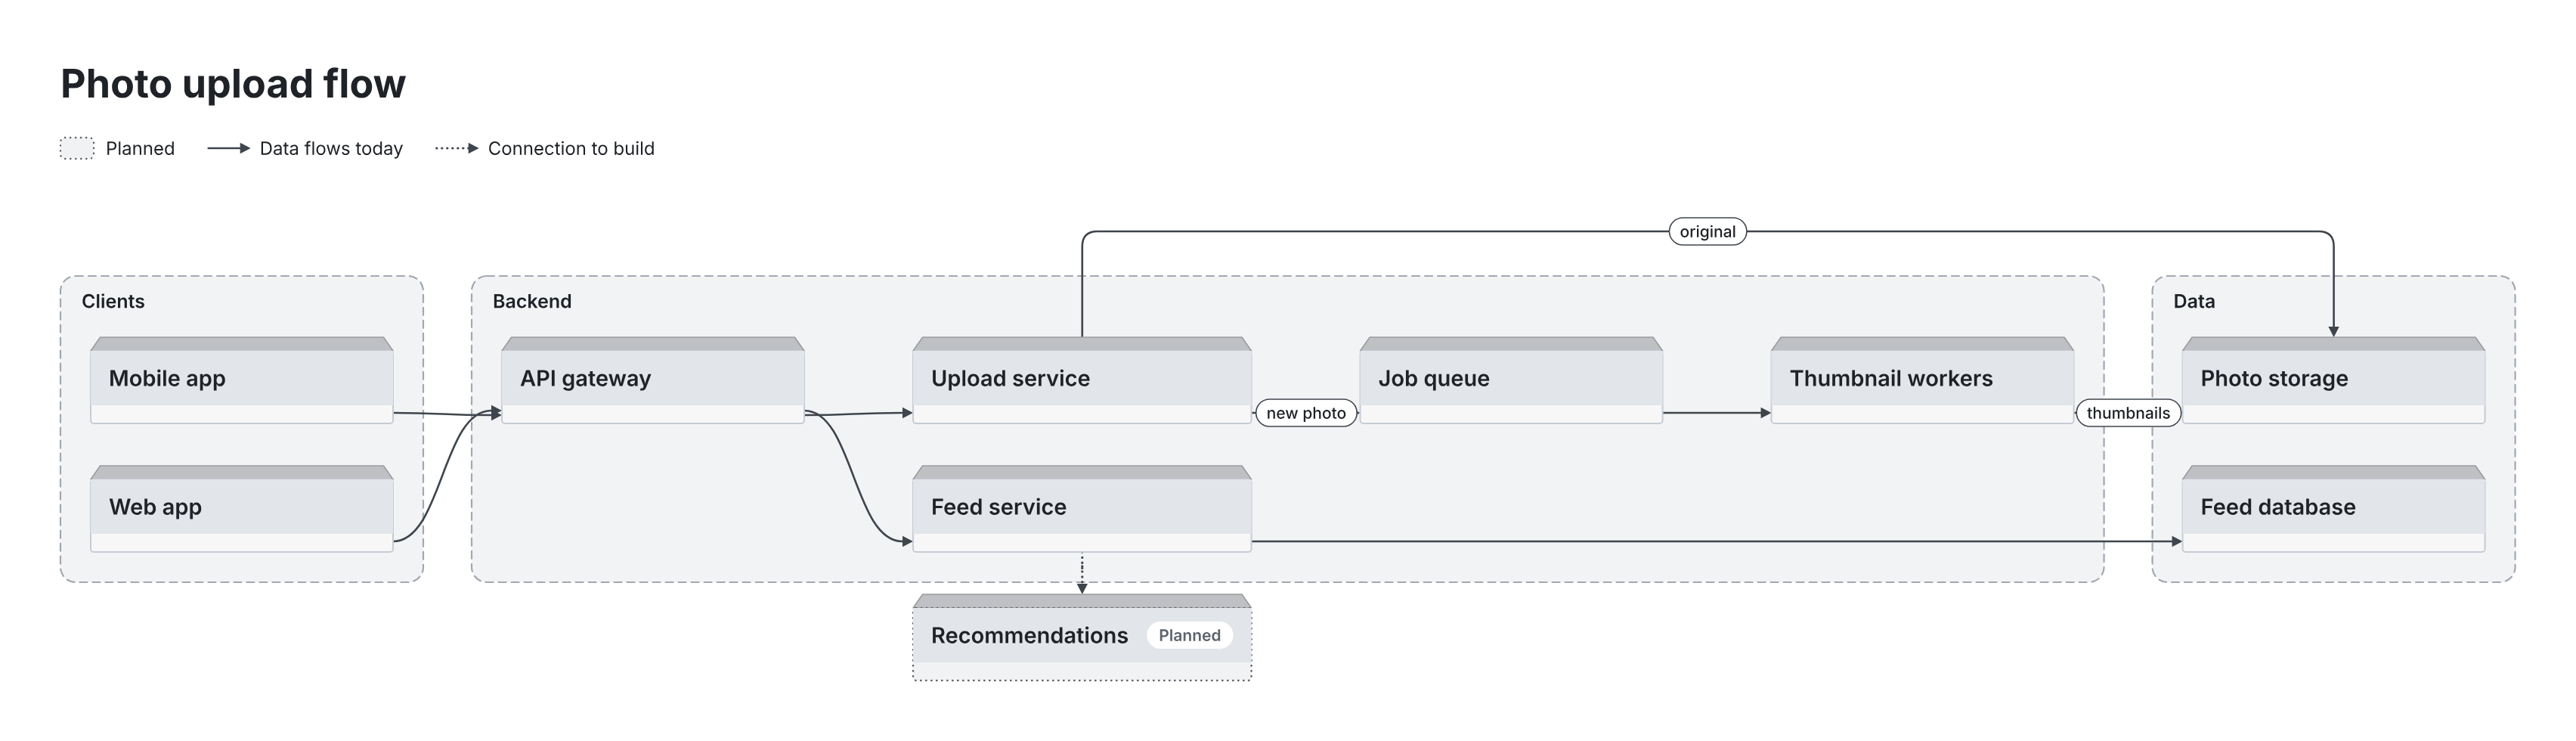 Photo upload flow
Planned
Data flows today
Connection to build
original
Clients
Backend
Data
Mobile app
API gateway
Upload service
Job queue
Thumbnail workers
Photo storage
new photo
thumbnails
Web app
Feed service
Feed database
Recommendations
Planned